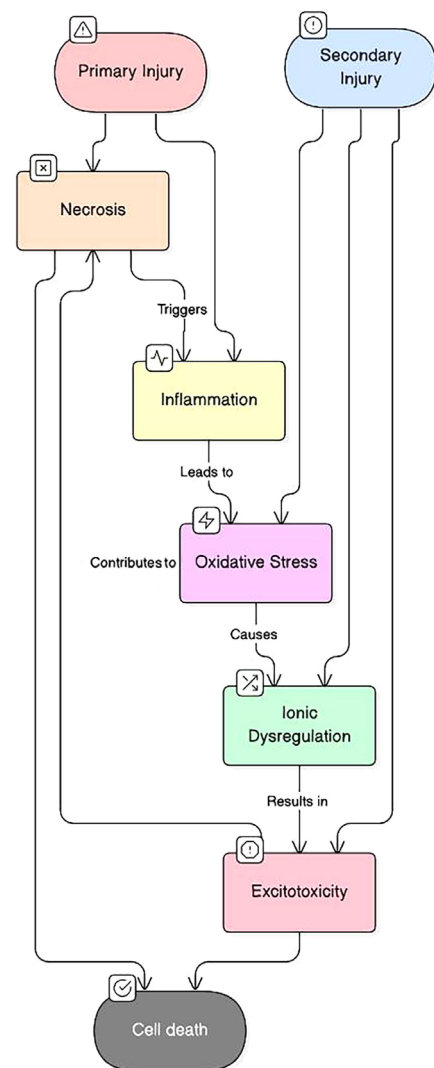 Primary Injury
Secondary
Injury
Necrosis
Triggers
Inflammation
Leads to
Contributes to
Oxidative Stress
Causes
Ionic
Dysregulation
Results in
Excitotoxicity
Cell death